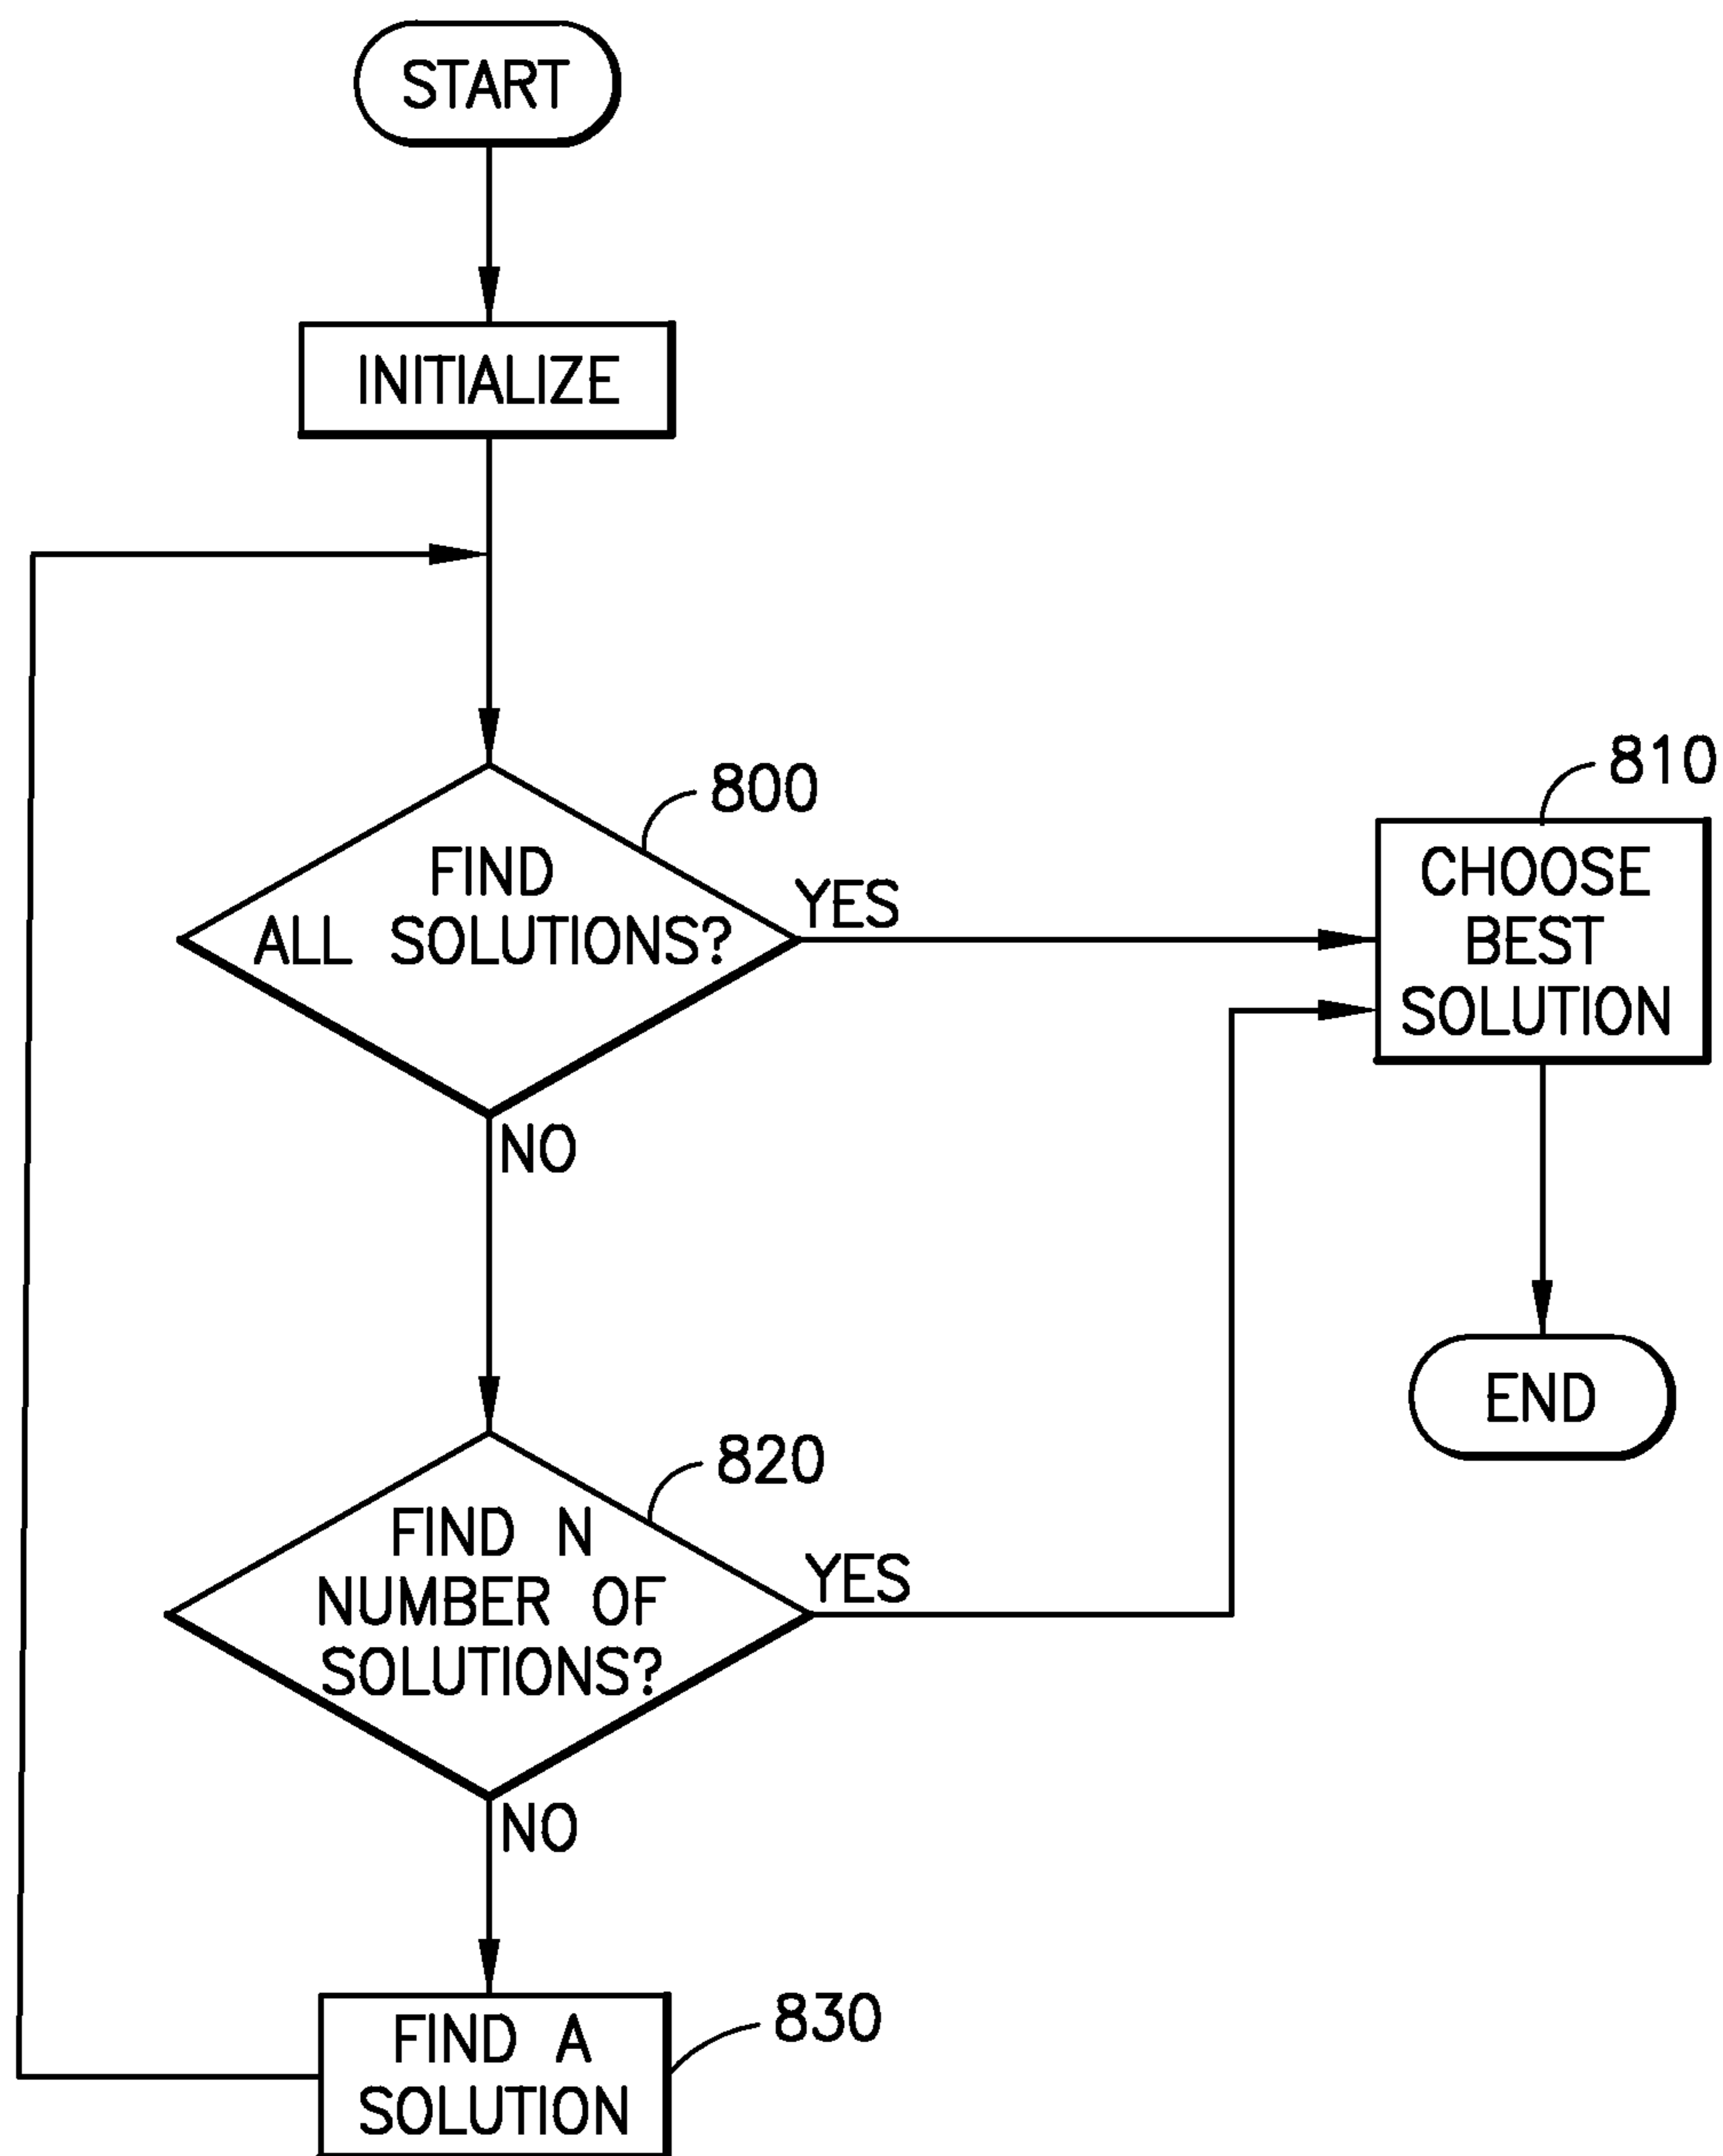 START
INITIALIZE
800
FIND
ALL SOLUTIONS?
YES
NO
810
CHOOSE
BEST
SOLUTION
END
820
FIND N
NUMBER OF
SOLUTIONS?
YES
NO
830
FIND A
SOLUTION